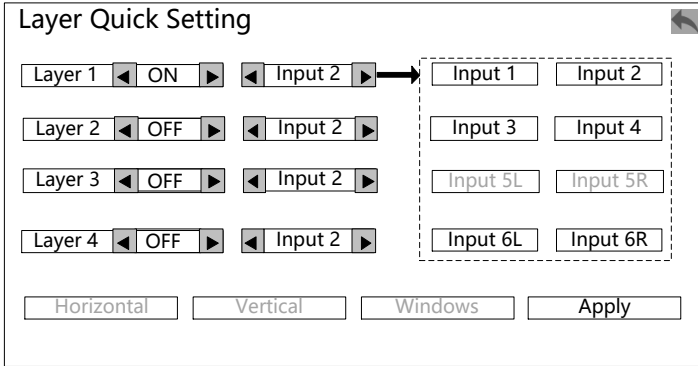 Layer Quick Setting
Layer 1 ON Input 2 Input 1 Input 2
Layer 2 OFF Input 2 Input 3 Input 4
Layer 3 OFF Input 2 Input 5L Input 5R
Layer 4 OFF Input 2 Input 6L Input 6R
Horizontal Vertical Windows Apply